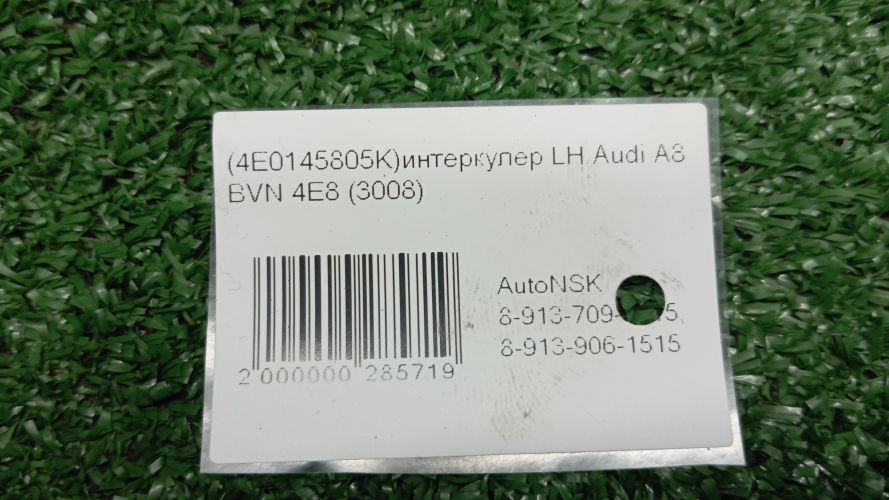 (4E0145805K)интеркулер LH Audi A8
BVN 4E8 (3008)
AutoNSK
8-913-906-1515
2 000000 285719